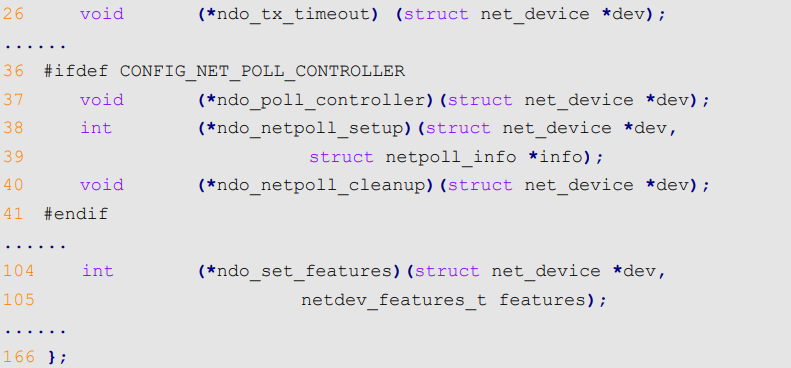 26 void (*ndo_tx_timeout) (struct net_device *dev);
......
36 #ifdef CONFIG_NET_POLL_CONTROLLER
37 void (*ndo_poll_controller)(struct net_device *dev);
38 int (*ndo_netpoll_setup)(struct net_device *dev,
39 struct netpoll_info *info);
40 void (*ndo_netpoll_cleanup)(struct net_device *dev);
41 #endif
......
104 int (*ndo_set_features)(struct net_device *dev,
105 netdev_features_t features);
......
166 };